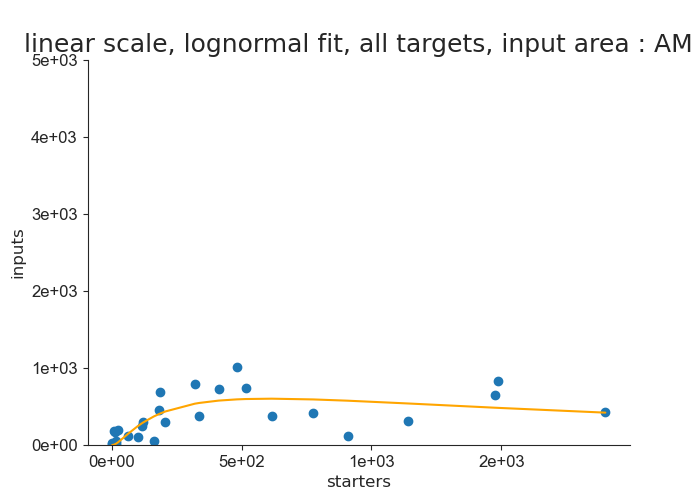 linear scale, lognormal fit, all targets, input area : AM
5e+03
4e+03
3e+03
2e+03
1e+03
0e+00
inputs
0e+00 5e+02 1e+03 2e+03
starters